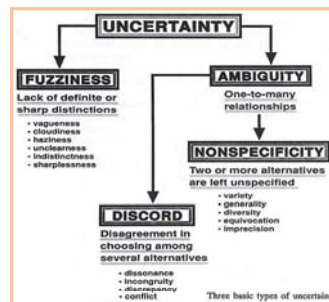 UNCERTAINTY
FUZZINESS
Lack of definite or
sharp distinctions
• vagueness
• cloudiness
• haziness
• unclearness
• indistinctness
• sharplessness
AMBIGUITY
One-to-many
relationships
NONSPECIFICITY
Two or more alternatives
are left unspecified
• variety
• generality
• diversity
• equivocation
• imprecision
DISCORD
Disagreement in
choosing among
several alternatives
• dissonance
• incongruity
• discrepancy
• conflict
Three basic types of uncertain